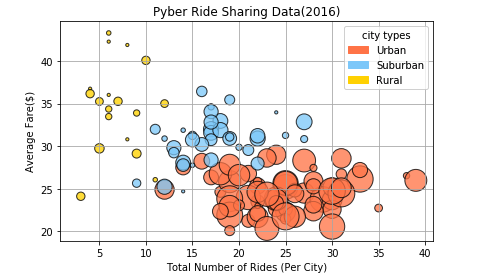 Pyber Ride Sharing Data(2016)
city types
Urban
Suburban
Rural
Average Fare($)
40
35
30
25
20
5 10 15 20 25 30 35 40
Total Number of Rides (Per City)